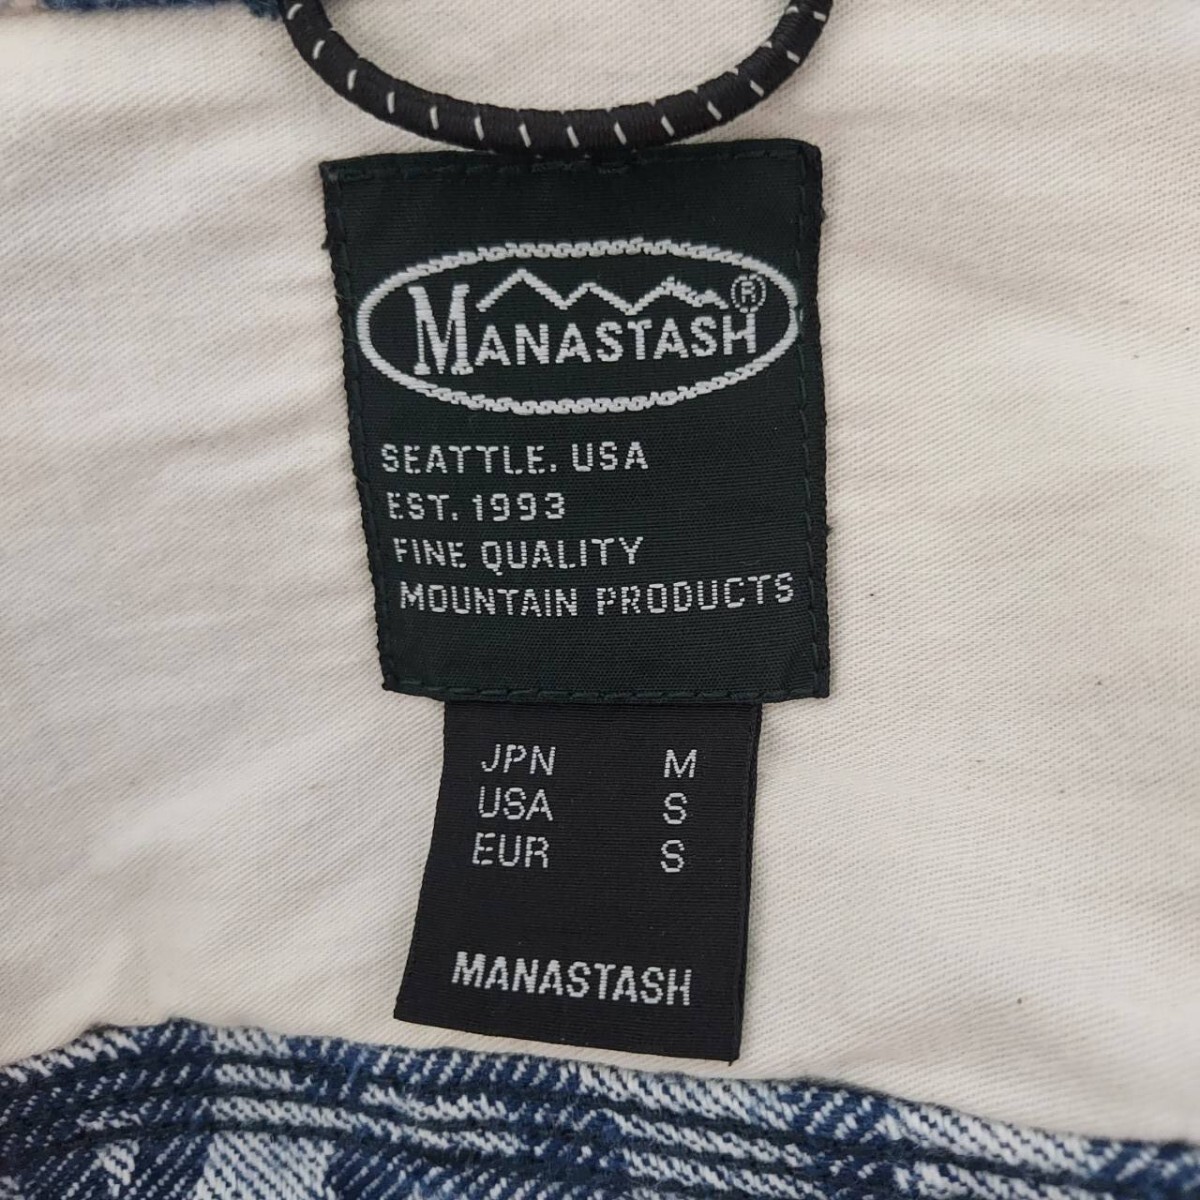 MANASTASH®
SEATTLE, USA
EST. 1993
FINE QUALITY
MOUNTAIN PRODUCTS
JPN M
USA S
EUR S
MANASTASH